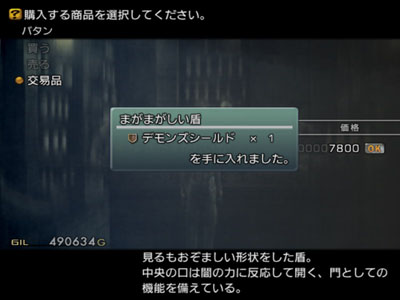 購入する商品を選択してください。
バタン
買う
売る
交易品
まがまがしい盾
デモンズシールド × 1
を手に入れました。
価格
00007800 OK
GIL 490634G
見るもおぞましい形状をした盾。
中央の口は闇の力に反応して開く、門としての
機能を備えている。